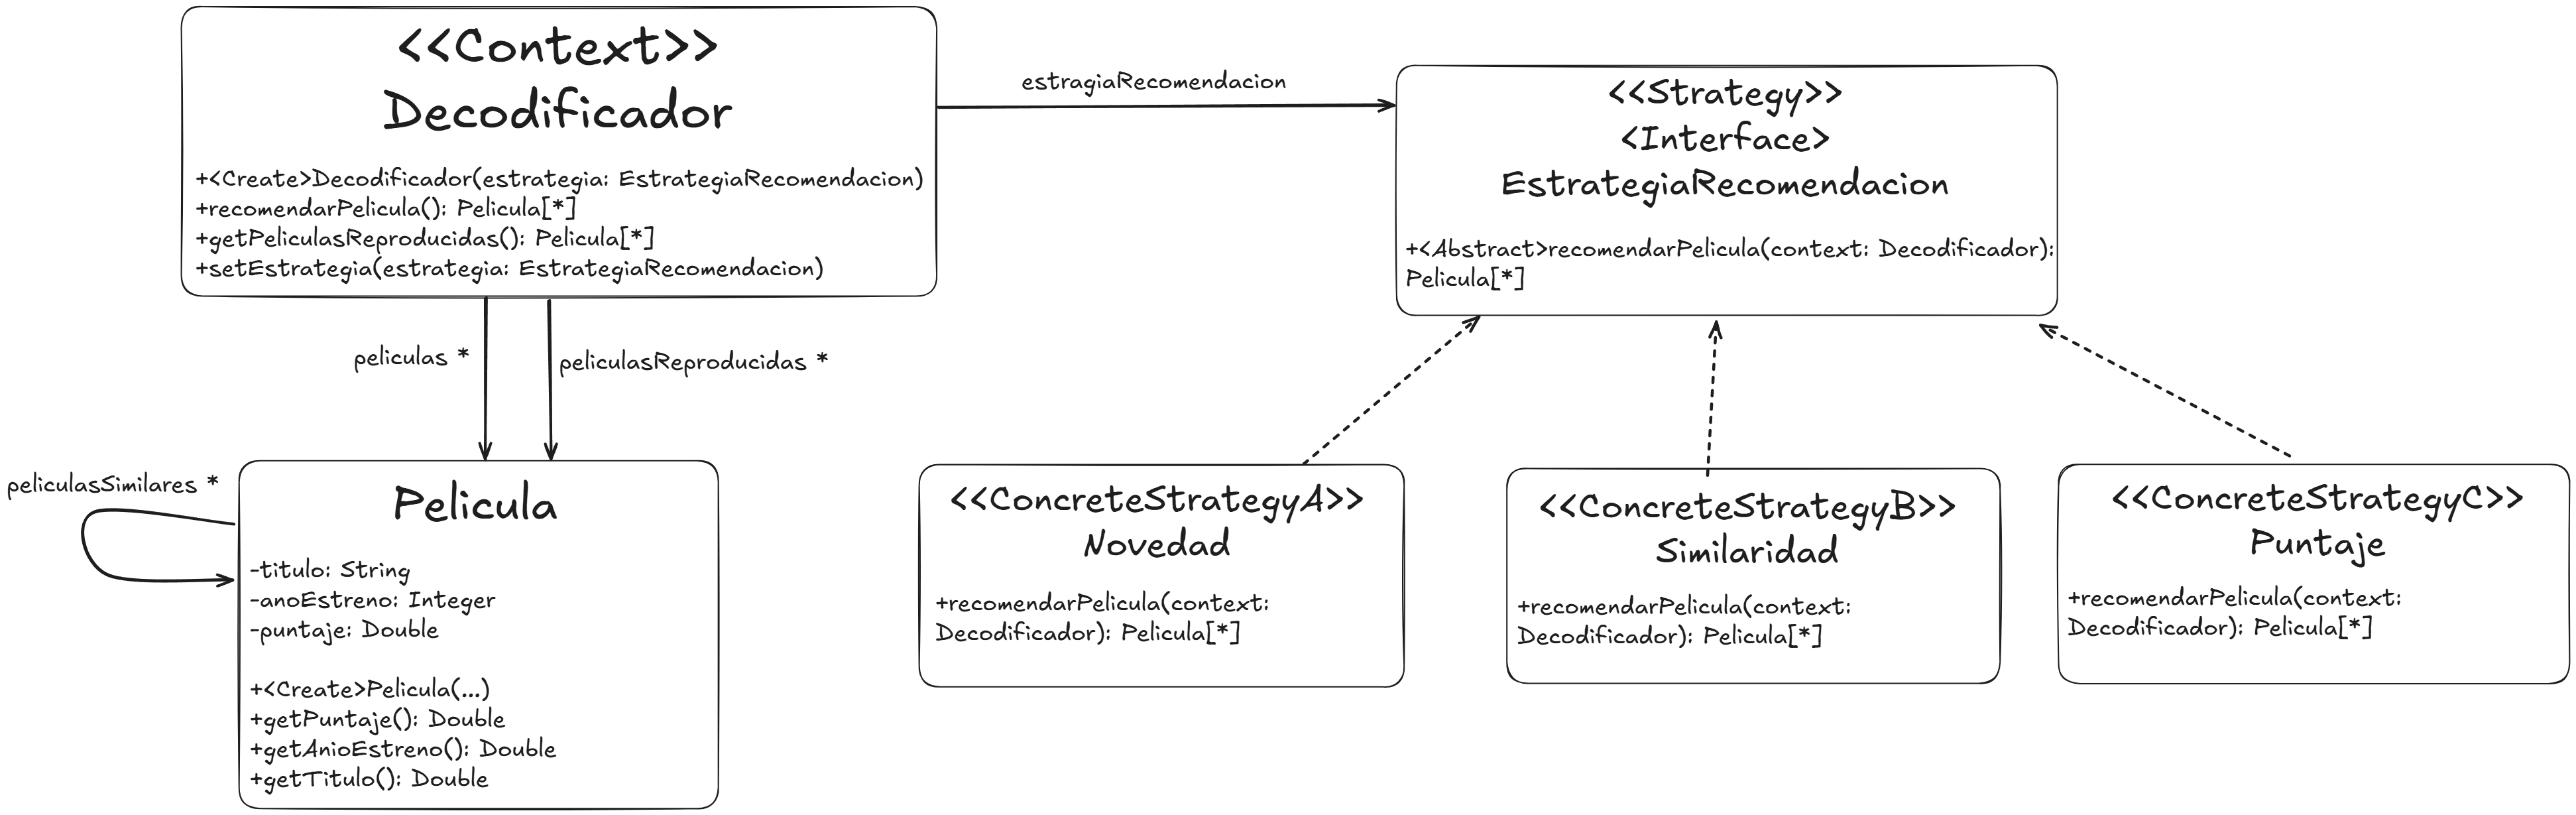 <<Context>>
Decodificador
+<Create>Decodificador(estrategia: EstrategiaRecomendacion)
+recomendarPelicula(): Pelicula[*]
+getPeliculasReproducidas(): Pelicula[*]
+setEstrategia(estrategia: EstrategiaRecomendacion)
estragiaRecomendacion
<<Strategy>>
<Interface>
EstrategiaRecomendacion
+<Abstract>recomendarPelicula(context: Decodificador):
Pelicula[*]
peliculas *
peliculasReproducidas *
peliculasSimilares *
Pelicula
-titulo: String
-anoEstreno: Integer
-puntaje: Double
+<Create>Pelicula(...)
+getPuntaje(): Double
+getAnioEstreno(): Double
+getTitulo(): Double
<<ConcreteStrategyA>>
Novedad
+recomendarPelicula(context:
Decodificador): Pelicula[*]
<<ConcreteStrategyB>>
Similaridad
+recomendarPelicula(context:
Decodificador): Pelicula[*]
<<ConcreteStrategyC>>
Puntaje
+recomendarPelicula(context:
Decodificador): Pelicula[*]